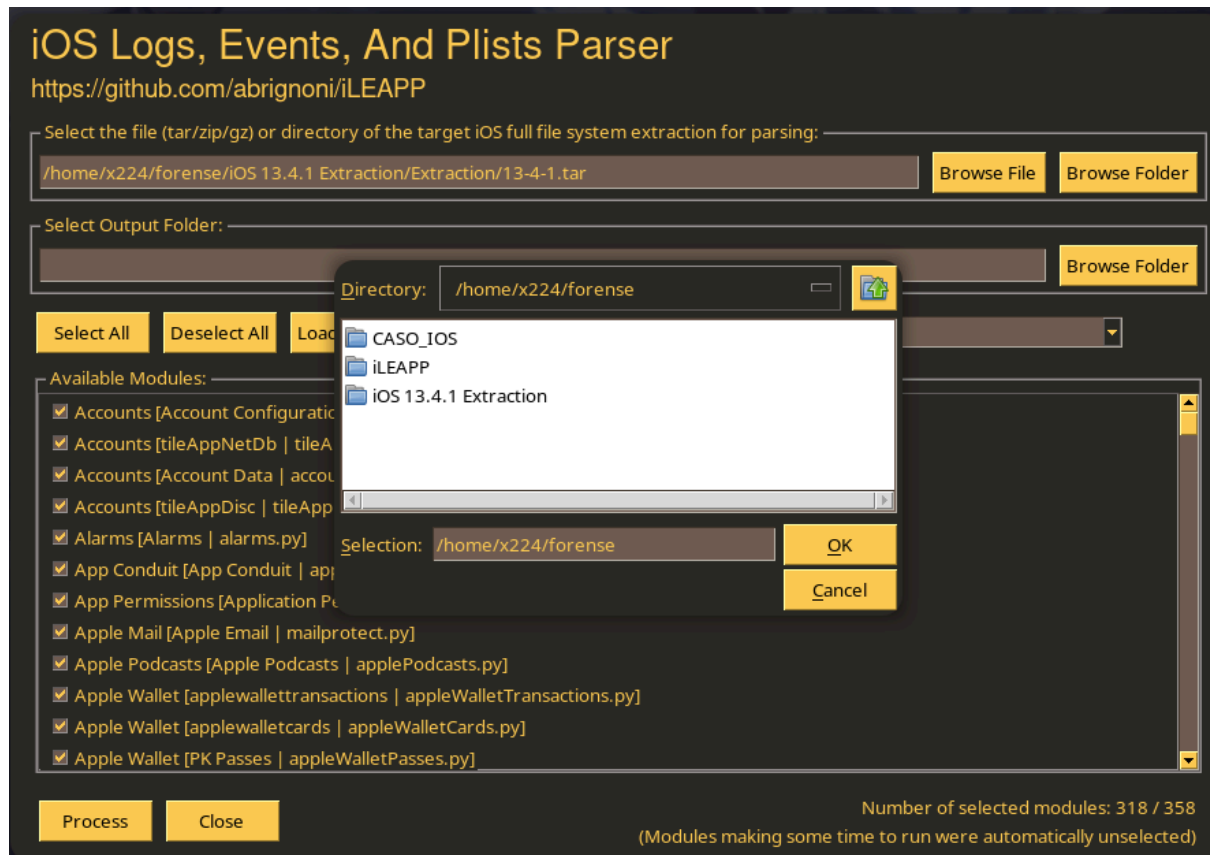 iOS Logs, Events, And Plists Parser
https://github.com/abrignoni/iLEAPP
Select the file (tar/zip/gz) or directory of the target iOS full file system extraction for parsing:
/home/x224/forense/iOS 13.4.1 Extraction/Extraction/13-4-1.tar
Browse File
Browse Folder
Select Output Folder:
Browse Folder
Directory: /home/x224/forense
Select All
Deselect All
Load
CASO_IOS
iLEAPP
iOS 13.4.1 Extraction
Selection: /home/x224/forense
OK
Cancel
Available Modules:
Accounts [Account Configuratio
Accounts [tileAppNetDb | tileA
Accounts [Account Data | accou
Accounts [tileAppDisc | tileApp
Alarms [Alarms | alarms.py]
App Conduit [App Conduit | app
App Permissions [Application Pe
Apple Mail [Apple Email | mailprotect.py]
Apple Podcasts [Apple Podcasts | applePodcasts.py]
Apple Wallet [applewallettransactions | appleWalletTransactions.py]
Apple Wallet [applewalletcards | appleWalletCards.py]
Apple Wallet [PK Passes | appleWalletPasses.py]
Process
Close
Number of selected modules: 318 / 358
(Modules making some time to run were automatically unselected)